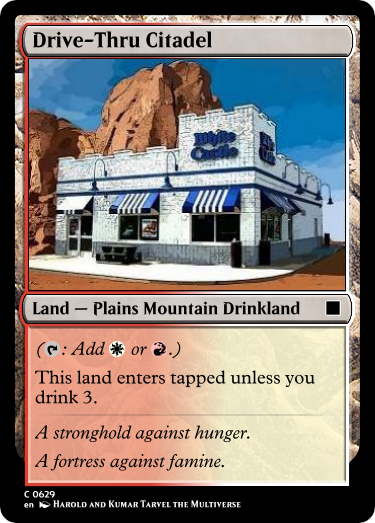 Drive-Thru Citadel
White
Castle
Land — Plains Mountain Drinkland
( : Add or .)
This land enters tapped unless you
drink 3.
A stronghold against hunger.
A fortress against famine.
C 0629
en HAROLD AND KUMAR TARVEL THE MULTIVERSE